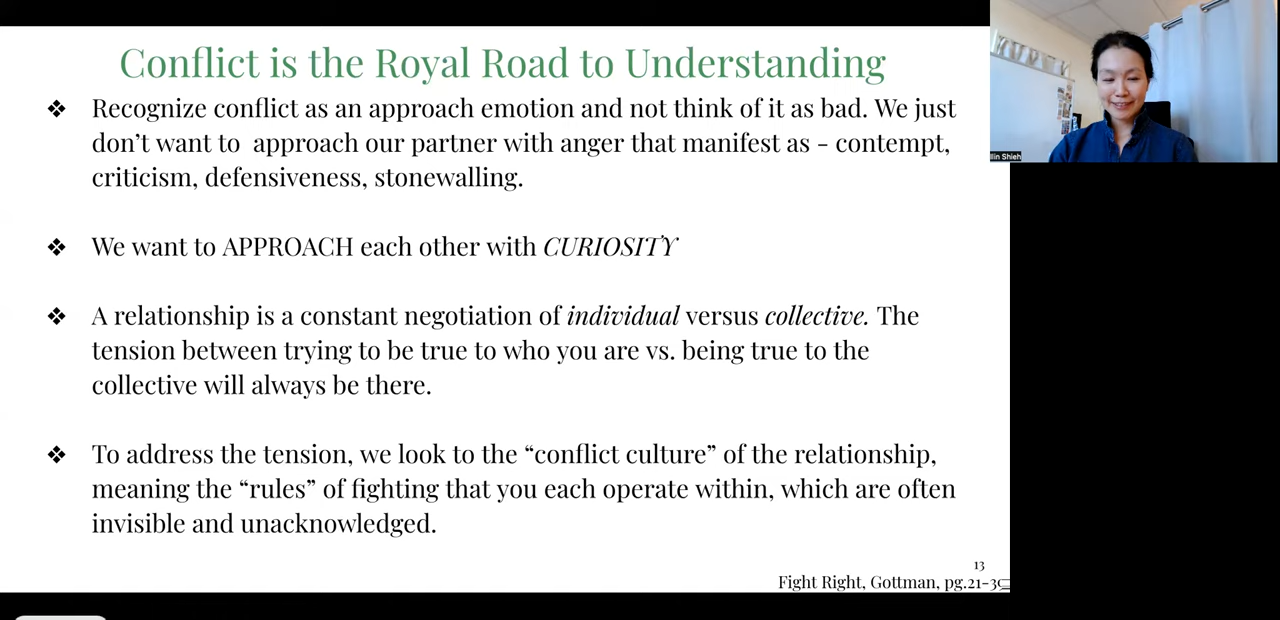 Conflict is the Royal Road to Understanding
❖ Recognize conflict as an approach emotion and not think of it as bad. We just
don’t want to  approach our partner with anger that manifest as - contempt,
criticism, defensiveness, stonewalling.
❖ We want to APPROACH each other with CURIOSITY
❖ A relationship is a constant negotiation of individual versus collective. The
tension between trying to be true to who you are vs. being true to the
collective will always be there.
❖ To address the tension, we look to the “conflict culture” of the relationship,
meaning the “rules” of fighting that you each operate within, which are often
invisible and unacknowledged.
13
Fight Right, Gottman, pg.21-
Shieh